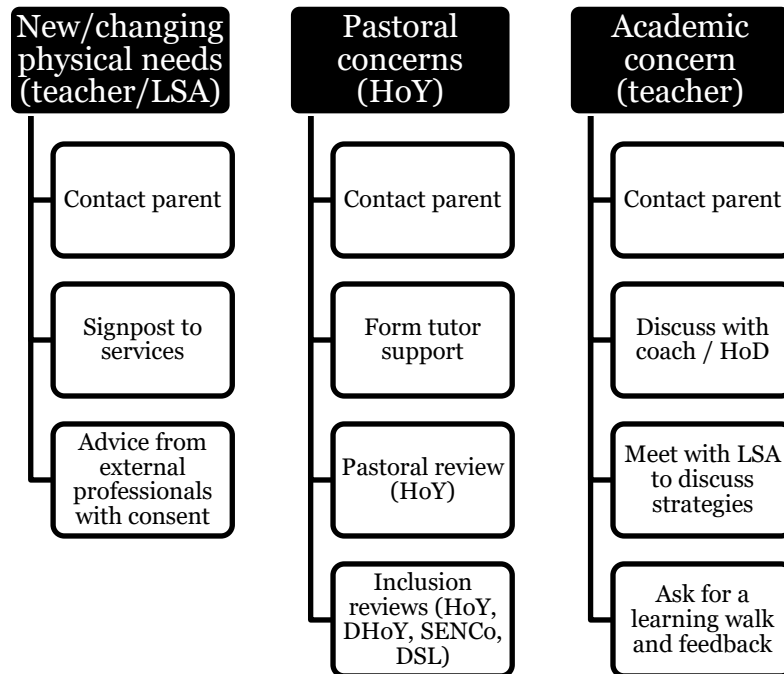 New/changing
physical needs
(teacher/LSA)
Contact parent
Signpost to
services
Advice from
external
professionals
with consent
Pastoral
concerns
(HoY)
Contact parent
Form tutor
support
Pastoral review
(HoY)
Inclusion
reviews (HoY,
DHoY, SENCo,
DSL)
Academic
concern
(teacher)
Contact parent
Discuss with
coach / HoD
Meet with LSA
to discuss
strategies
Ask for a
learning walk
and feedback